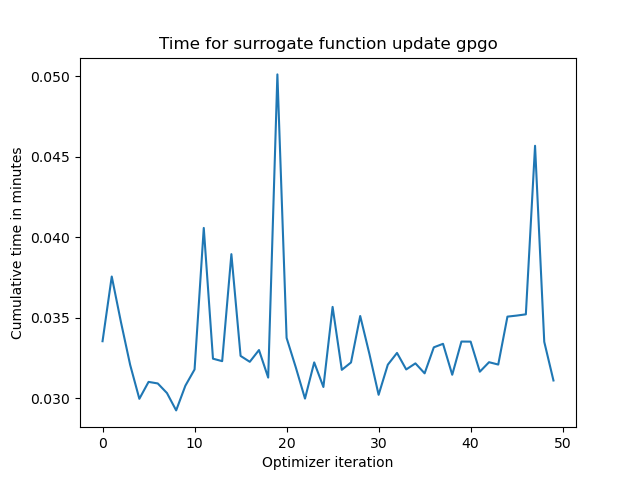 Time for surrogate function update gpgo
0.050
0.045
0.040
0.035
0.030
Cumulative time in minutes
0 10 20 30 40 50
Optimizer iteration